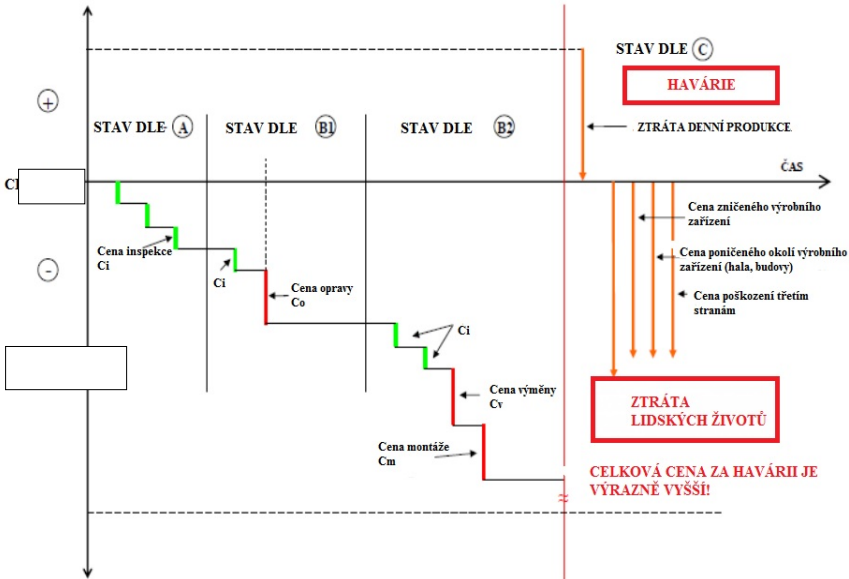 STAV DLE C
HAVÁRIE
+
STAV DLE A
STAV DLE B1
STAV DLE B2
ZTRÁTA DENNÍ PRODUKCE
ČAS
Cena zničeného výrobního
zařízení
Cena inspekce
Ci
Cena poničeného okolí výrobního
zařízení (hala, budovy)
-
Ci
Cena opravy
Co
Cena poškození třetím
stranám
Ci
Cena výměny
Cv
ZTRÁTA
LIDSKÝCH ŽIVOTŮ
Cena montáže
Cm
CELKOVÁ CENA ZA HAVÁRII JE
VÝRAZNĚ VYŠŠÍ!